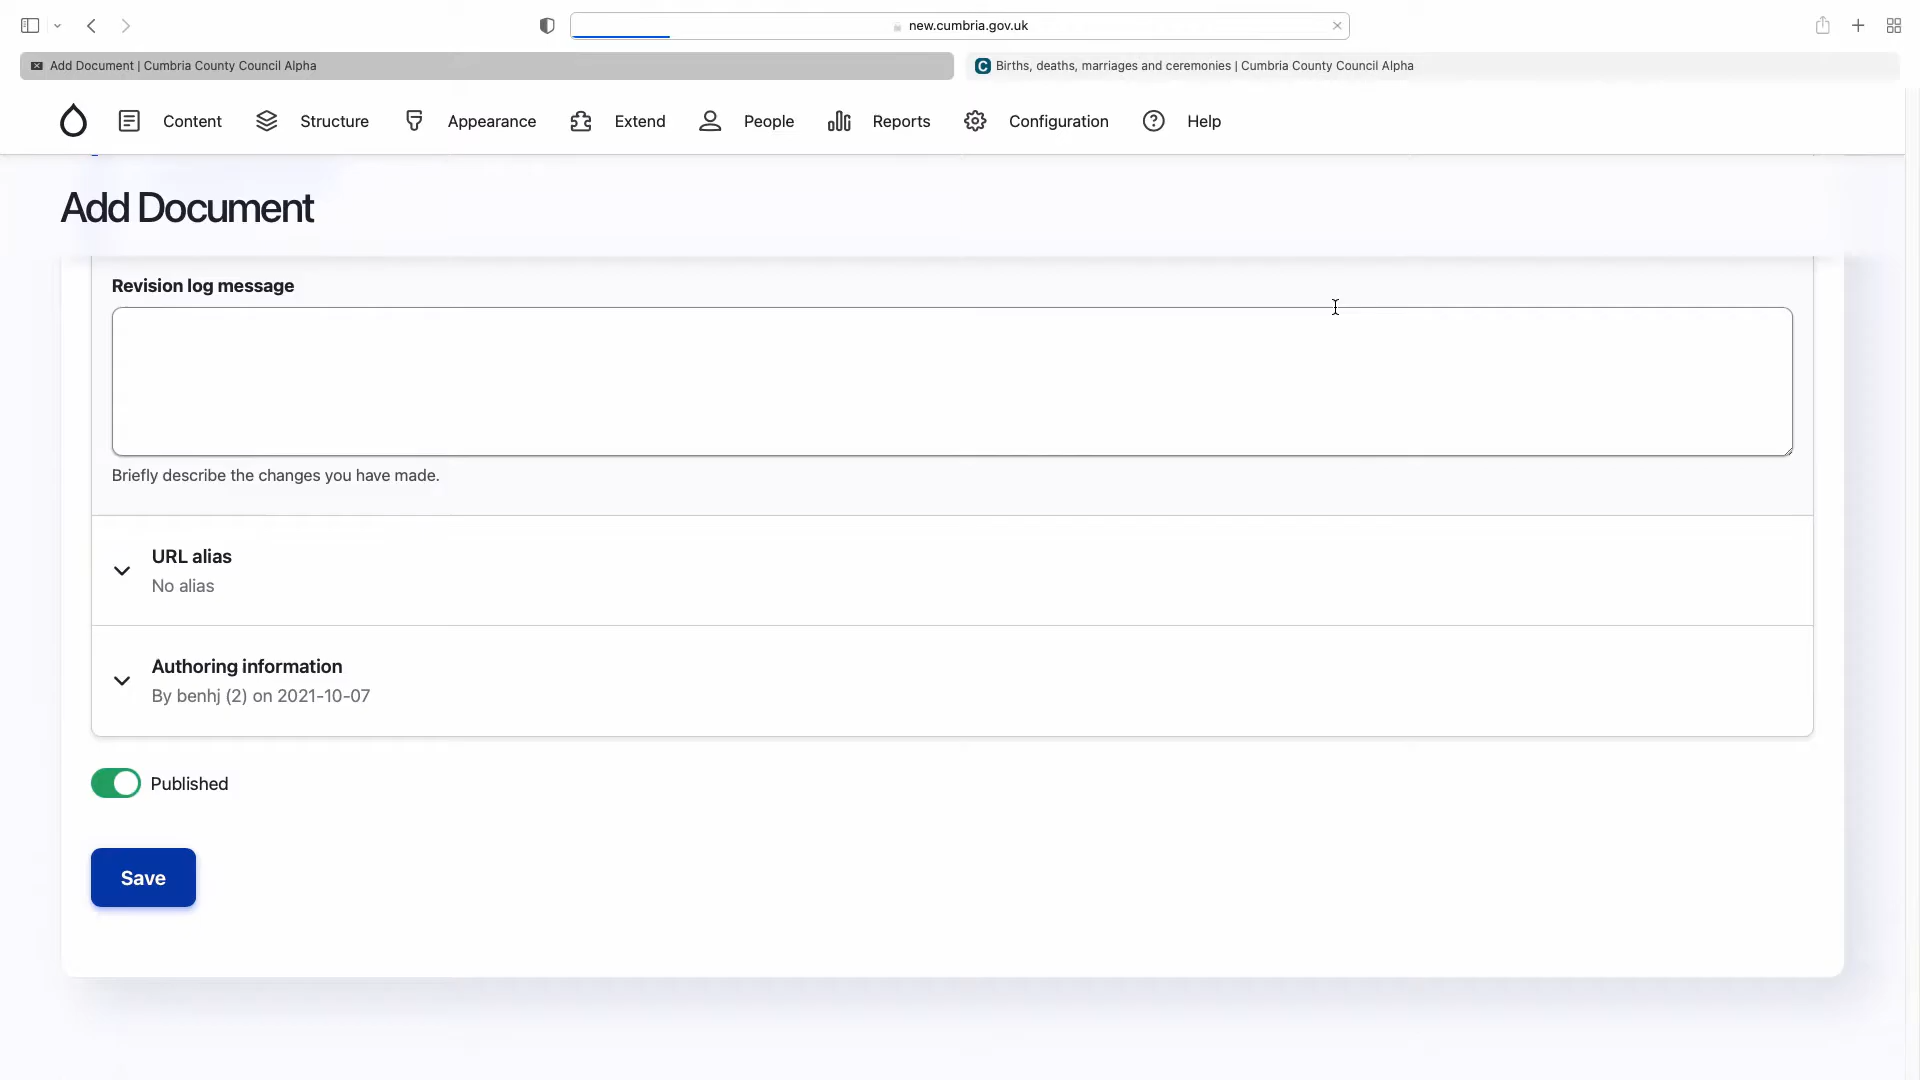 new.cumbria.gov.uk
Add Document | Cumbria County Council Alpha
C Births, deaths, marriages and ceremonies | Cumbria County Council Alpha
Content Structure Appearance Extend People Reports Configuration Help
Add Document
Revision log message
Briefly describe the changes you have made.
URL alias
No alias
Authoring information
By benhj (2) on 2021-10-07
Published
Save